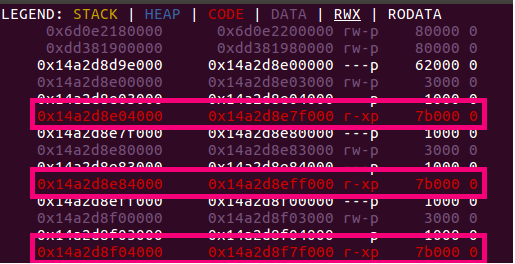 LEGEND: STACK | HEAP | CODE | DATA | RWX | RODATA
0x6d0e2180000 0x6d0e2200000 rw-p 80000 0
0xdd381900000 0xdd381980000 rw-p 80000 0
0x14a2d8d9e000 0x14a2d8e00000 ---p 62000 0
0x14a2d8e00000 0x14a2d8e03000 rw-p 3000 0
0x14a2d8e03000 0x14a2d8e04000 ---p 1000 0
0x14a2d8e04000 0x14a2d8e7f000 r-xp 7b000 0
0x14a2d8e7f000 0x14a2d8e80000 ---p 1000 0
0x14a2d8e80000 0x14a2d8e83000 rw-p 3000 0
0x14a2d8e83000 0x14a2d8e84000 ---p 1000 0
0x14a2d8e84000 0x14a2d8eff000 r-xp 7b000 0
0x14a2d8eff000 0x14a2d8f00000 ---p 1000 0
0x14a2d8f00000 0x14a2d8f03000 rw-p 3000 0
0x14a2d8f03000 0x14a2d8f04000 ---p 1000 0
0x14a2d8f04000 0x14a2d8f7f000 r-xp 7b000 0